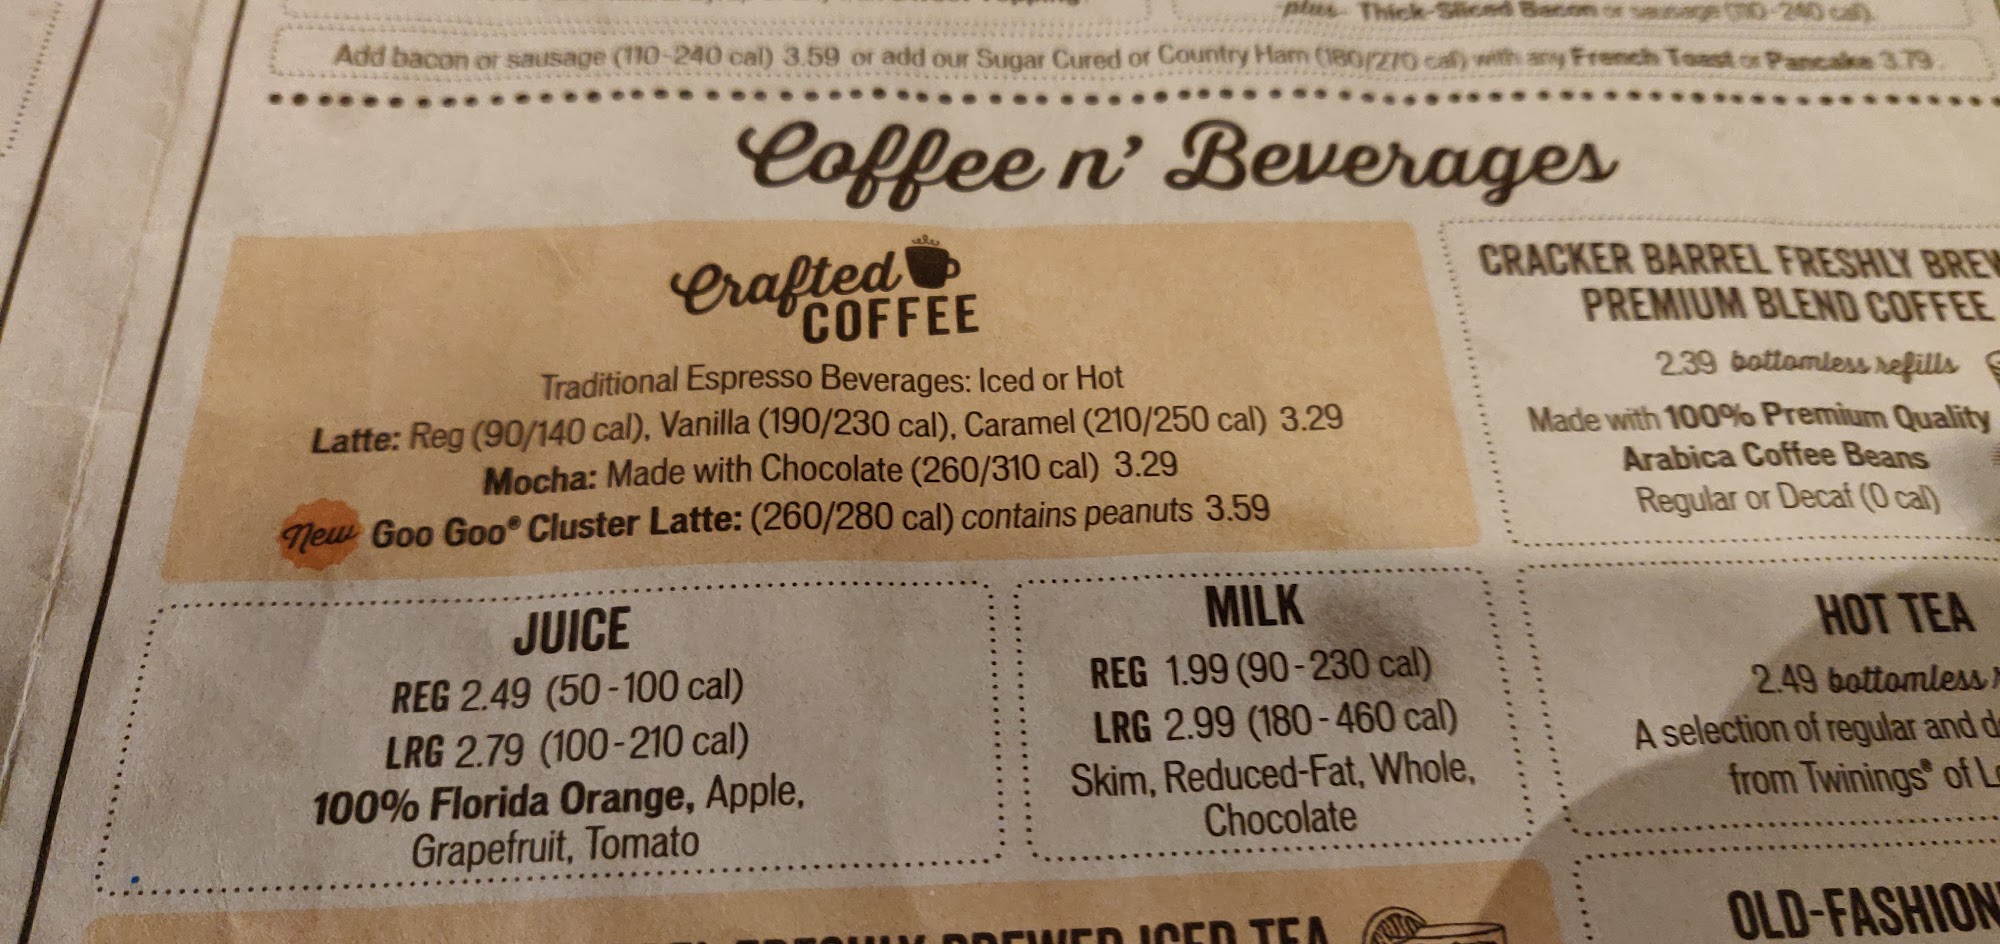 plus Thick-Sliced Bacon or sausage (110-240 cal)
Add bacon or sausage (110-240 cal) 3.59 or add our Sugar Cured or Country Ham (180/270 cal) with any French Toast or Pancake 3.79
Coffee n' Beverages
Crafted
COFFEE
Traditional Espresso Beverages: Iced or Hot
Latte: Reg (90/140 cal), Vanilla (190/230 cal), Caramel (210/250 cal) 3.29
Mocha: Made with Chocolate (260/310 cal) 3.29
New Goo Goo® Cluster Latte: (260/280 cal) contains peanuts 3.59
CRACKER BARREL FRESHLY BREW
PREMIUM BLEND COFFEE
2.39 bottomless refills
Made with 100% Premium Quality
Arabica Coffee Beans
Regular or Decaf (0 cal)
JUICE
REG 2.49 (50-100 cal)
LRG 2.79 (100-210 cal)
100% Florida Orange, Apple,
Grapefruit, Tomato
MILK
REG 1.99 (90-230 cal)
LRG 2.99 (180-460 cal)
Skim, Reduced-Fat, Whole,
Chocolate
HOT TEA
2.49 bottomless
A selection of regular and
from Twinings® of
FRESHLY BREWED ICED TEA
OLD-FASHION